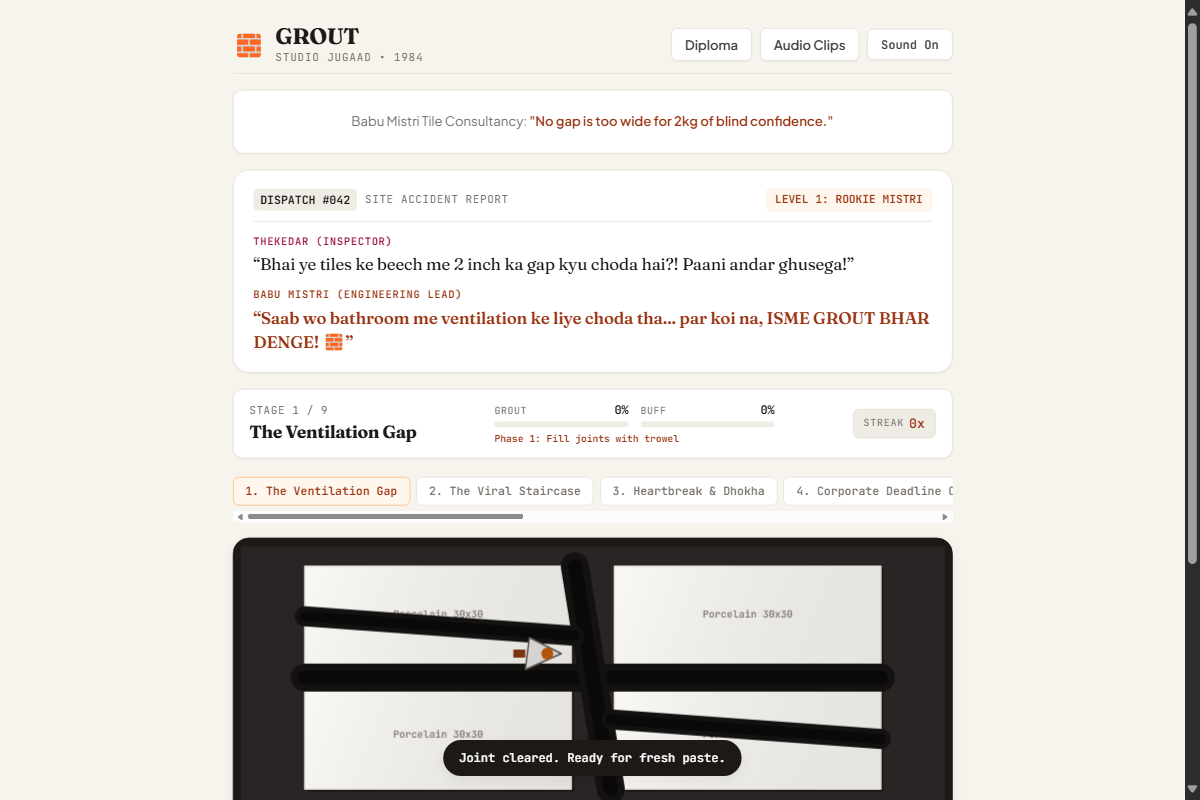 GROUT
STUDIO JUGAAD • 1984
Diploma
Audio Clips
Sound On
Babu Mistri Tile Consultancy: "No gap is too wide for 2kg of blind confidence."
DISPATCH #042
SITE ACCIDENT REPORT
LEVEL 1: ROOKIE MISTRI
THEKEDAR (INSPECTOR)
“Bhai ye tiles ke beech me 2 inch ka gap kyu choda hai?! Paani andar ghusega!”
BABU MISTRI (ENGINEERING LEAD)
“Saab wo bathroom me ventilation ke liye choda tha... par koi na, ISME GROUT BHAR
DENGE! 🧱”
STAGE 1 / 9
The Ventilation Gap
GROUT 0%
BUFF 0%
Phase 1: Fill joints with trowel
STREAK 0x
1. The Ventilation Gap
2. The Viral Staircase
3. Heartbreak & Dhokha
4. Corporate Deadline
Porcelain 30x30
Porcelain 30x30
Porcelain 30x30
Joint cleared. Ready for fresh paste.